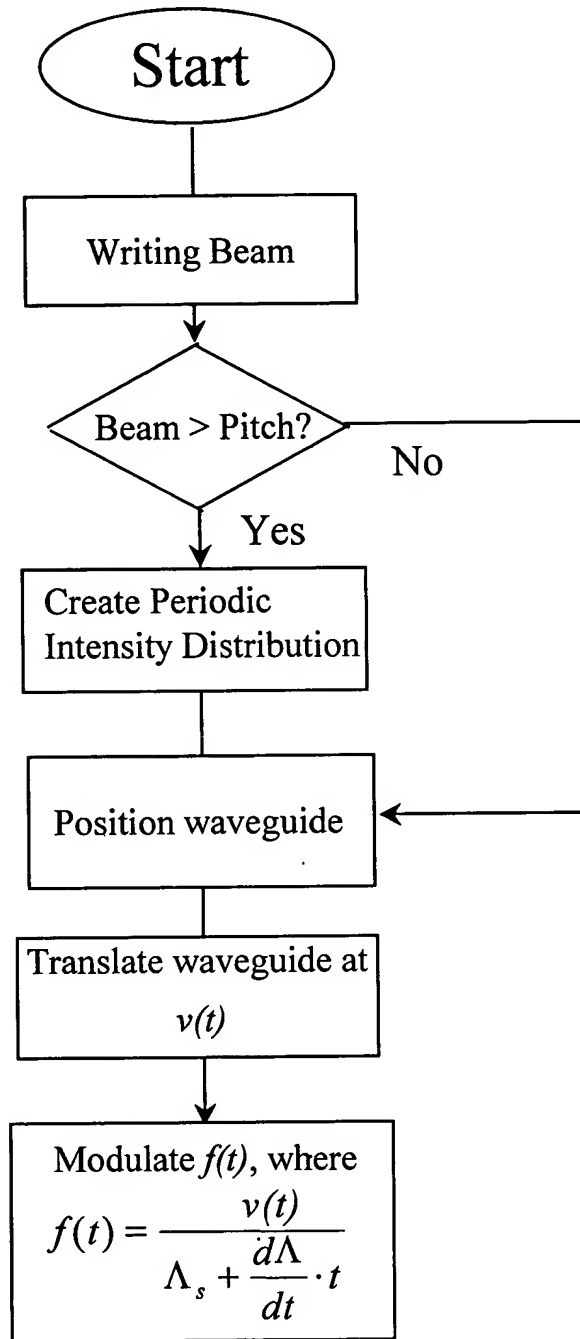 Start
Writing Beam
Beam > Pitch?
No
Yes
Create Periodic
Intensity Distribution
Position waveguide
Translate waveguide at
v(t)
Modulate f(t), where
f(t) = v(t) / (Λs + dΛ/dt · t)